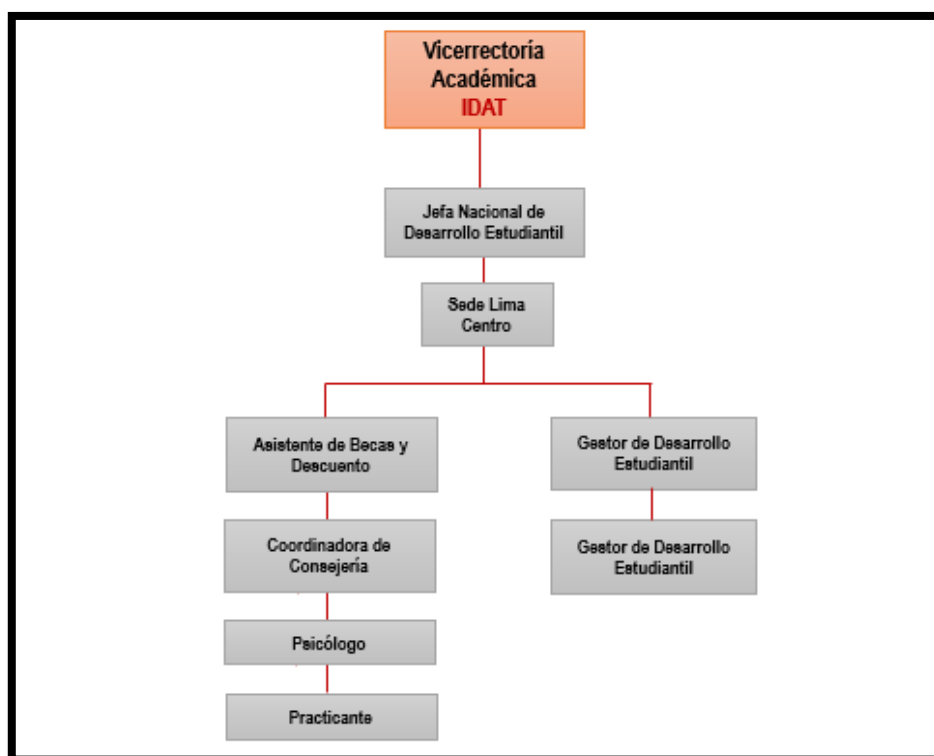 Vicerrectoría
Académica
IDAT
Jefa Nacional de
Desarrollo Estudiantil
Sede Lima
Centro
Asistente de Becas y
Descuento
Gestor de Desarrollo
Estudiantil
Coordinadora de
Consejería
Gestor de Desarrollo
Estudiantil
Psicólogo
Practicante